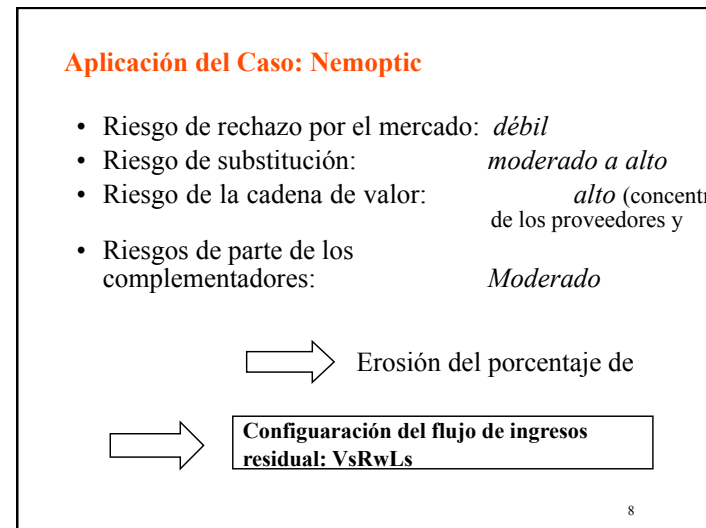 Aplicación del Caso: Nemoptic
• Riesgo de rechazo por el mercado: débil
• Riesgo de substitución: moderado a alto
• Riesgo de la cadena de valor: alto (concentr
de los proveedores y
• Riesgos de parte de los
complementadores: Moderado
Erosión del porcentaje de
Configuaración del flujo de ingresos
residual: VsRwLs
8